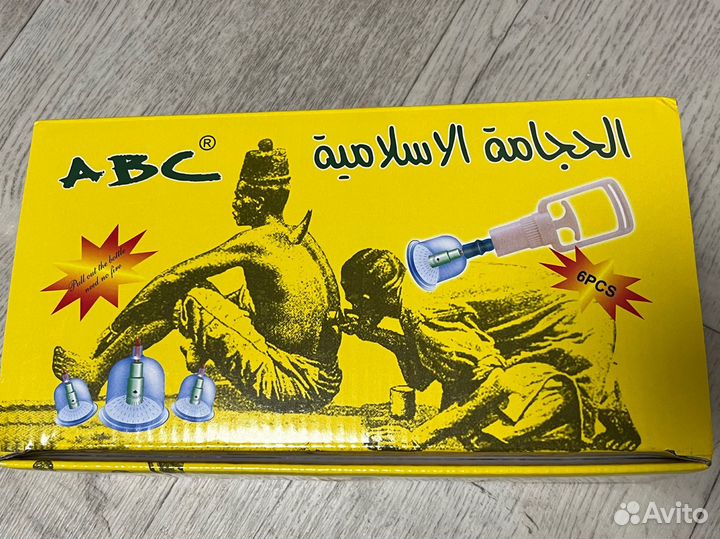 ABC®
الحجامة الاسلامية
Pull out the bottle
need no fire
6PCS
Avito